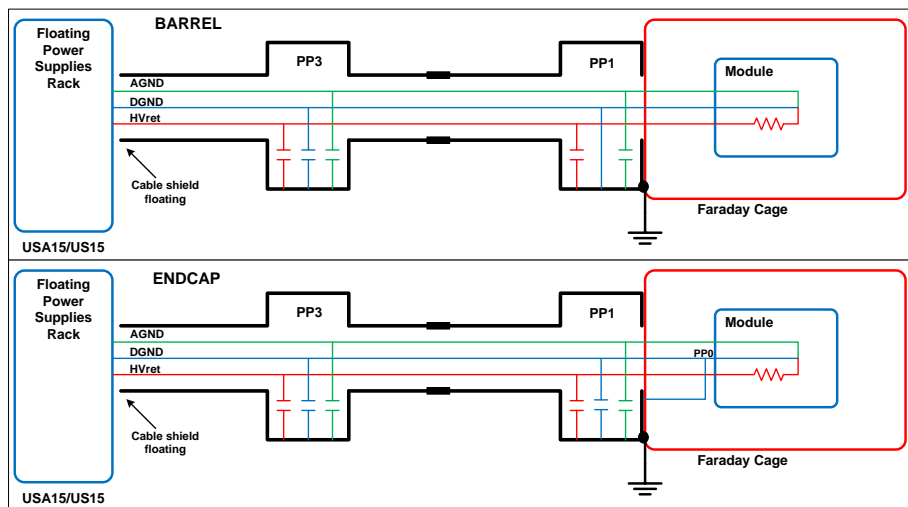 BARREL
Floating
Power
Supplies
Rack
PP3
PP1
Module
AGND
DGND
HVret
Cable shield
floating
Faraday Cage
USA15/US15
ENDCAP
Floating
Power
Supplies
Rack
PP3
PP1
Module
AGND
DGND
PP0
HVret
Cable shield
floating
Faraday Cage
USA15/US15